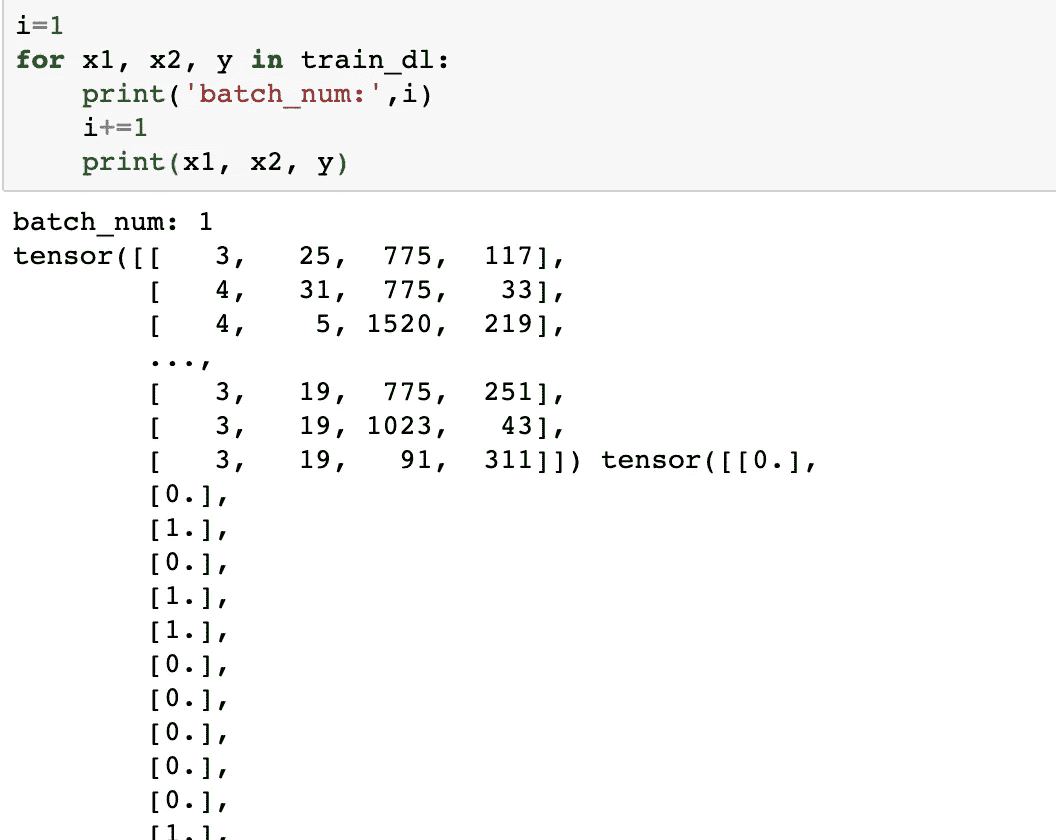 i=1
for x1, x2, y in train_dl:
    print('batch_num:',i)
    i+=1
    print(x1, x2, y)
batch_num: 1
tensor([[   3,   25,  775,  117],
        [   4,   31,  775,   33],
        [   4,    5, 1520,  219],
        ...,
        [   3,   19,  775,  251],
        [   3,   19, 1023,   43],
        [   3,   19,   91,  311]]) tensor([[0.],
        [0.],
        [1.],
        [0.],
        [1.],
        [1.],
        [0.],
        [0.],
        [0.],
        [0.],
        [0.],
        [1.],